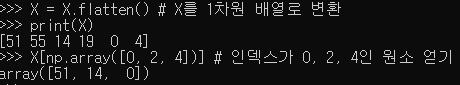 >>> X = X.flatten() # X를 1차원 배열로 변환
>>> print(X)
[51 55 14 19  0  4]
>>> X[np.array([0, 2, 4])] # 인덱스가 0, 2, 4인 원소 얻기
array([51, 14,  0])